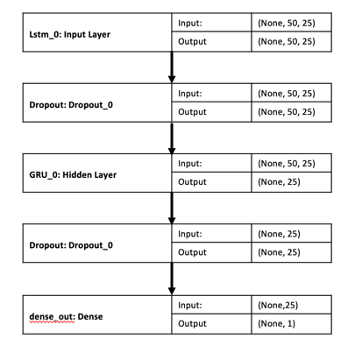 Lstm_0: Input Layer
Input: (None, 50, 25)
Output (None, 50, 25)
Dropout: Dropout_0
Input: (None, 50, 25)
Output (None, 50, 25)
GRU_0: Hidden Layer
Input: (None, 50, 25)
Output (None, 25)
Dropout: Dropout_0
Input: (None, 25)
Output (None, 25)
dense_out: Dense
Input: (None,25)
Output (None, 1)